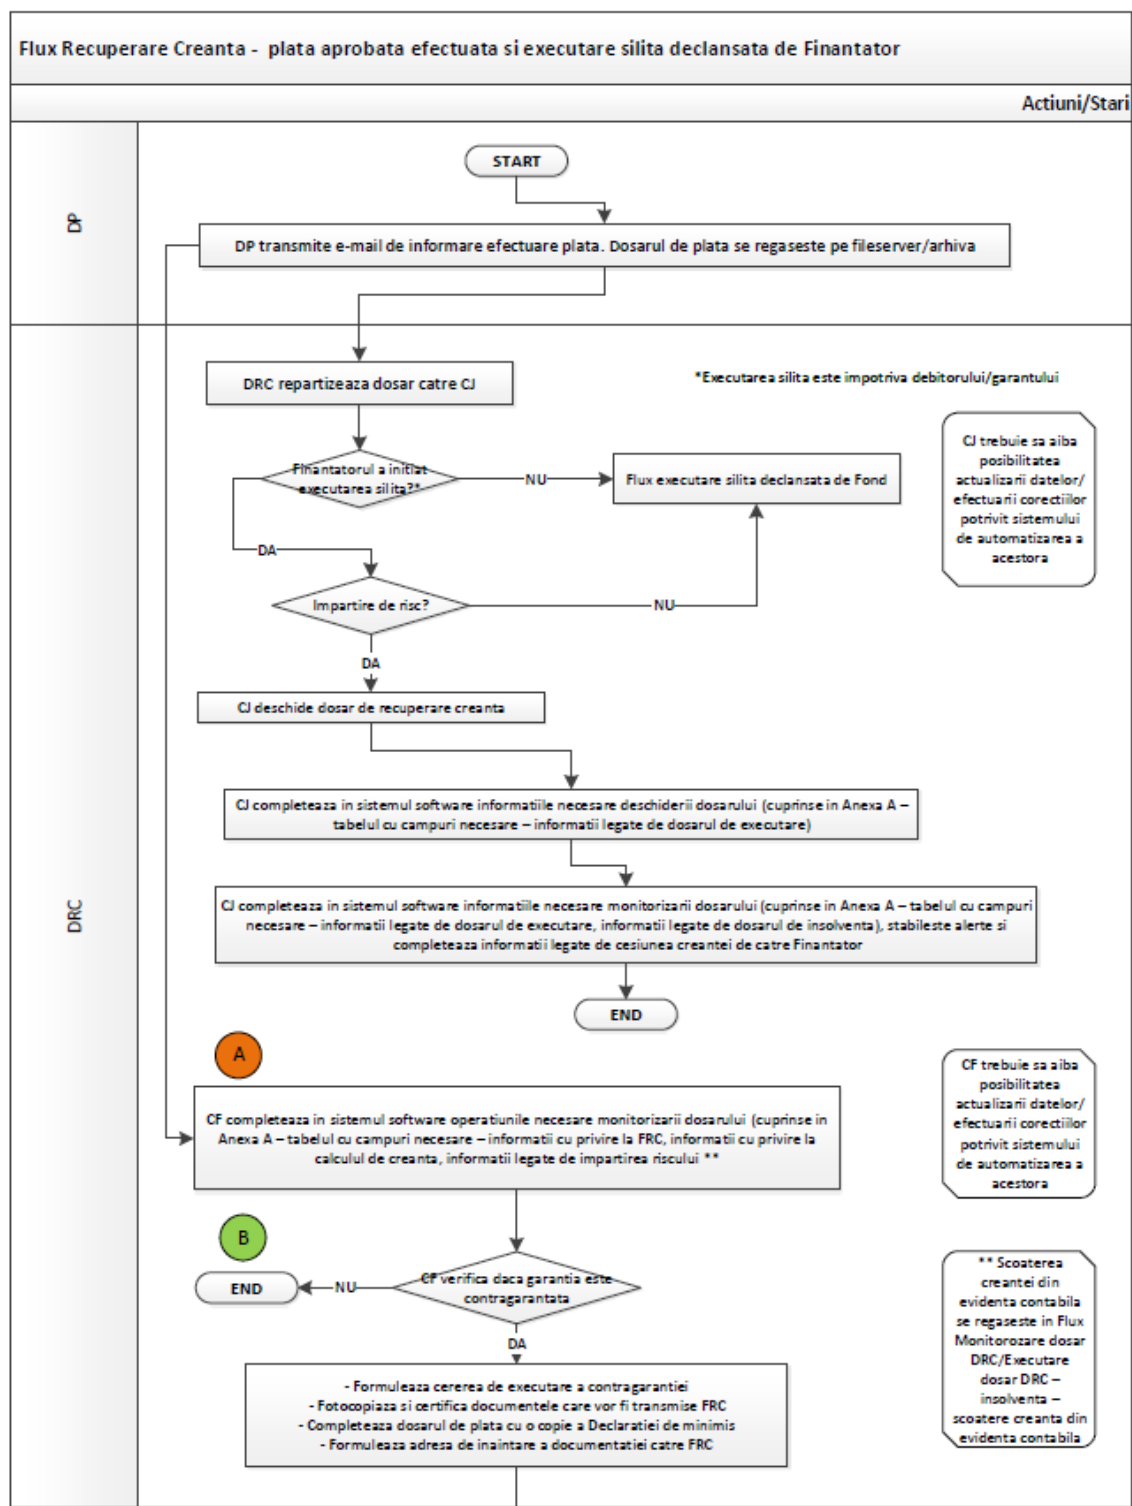 Flux Recuperare Creanta - plata aprobata efectuata si executare silita declansata de Finantator
Actiuni/Stari
DP
START
DP transmite e-mail de informare efectuare plata. Dosarul de plata se regaseste pe fileserver/arhiva
DRC
DRC repartizeaza dosar catre CJ
*Executarea silita este impotriva debitorului/garantului
Finantatorul a initiat
executarea silita?*
NU
Flux executare silita declansata de Fond
CJ trebuie sa aiba
posibilitatea
actualizarii datelor/
efectuarii corectiilor
potrivit sistemului
de automatizarea a
acestora
DA
Impartire de risc?
NU
DA
CJ deschide dosar de recuperare creanta
CJ completeaza in sistemul software informatiile necesare deschiderii dosarului (cuprinse in Anexa A –
tabelul cu campuri necesare – informatii legate de dosarul de executare)
CJ completeaza in sistemul software informatiile necesare monitorizarii dosarului (cuprinse in Anexa A – tabelul cu campuri
necesare – informatii legate de dosarul de executare, informatii legate de dosarul de insolventa), stabileste alerte si
completeaza informatii legate de cesiunea creantei de catre Finantator
END
A
CF completeaza in sistemul software operatiunile necesare monitorizarii dosarului (cuprinse in
Anexa A – tabelul cu campuri necesare – informatii cu privire la FRC, informatii cu privire la
calculul de creanta, informatii legate de impartirea riscului **
CF trebuie sa aiba
posibilitatea
actualizarii datelor/
efectuarii corectiilor
potrivit sistemului
de automatizarea a
acestora
B
END
NU
CF verifica daca garantia este
contragarantata
DA
** Scoaterea
creantei din
evidenta contabila
se regaseste in Flux
Monitorozare dosar
DRC/Executare
dosar DRC –
insolventa –
scoatere creanta din
evidenta contabila
- Formuleaza cererea de executare a contragarantiei
- Fotocopiaza si certifica documentele care vor fi transmise FRC
- Completeaza dosarul de plata cu o copie a Declaratiei de minimis
- Formuleaza adresa de inaintare a documentatiei catre FRC